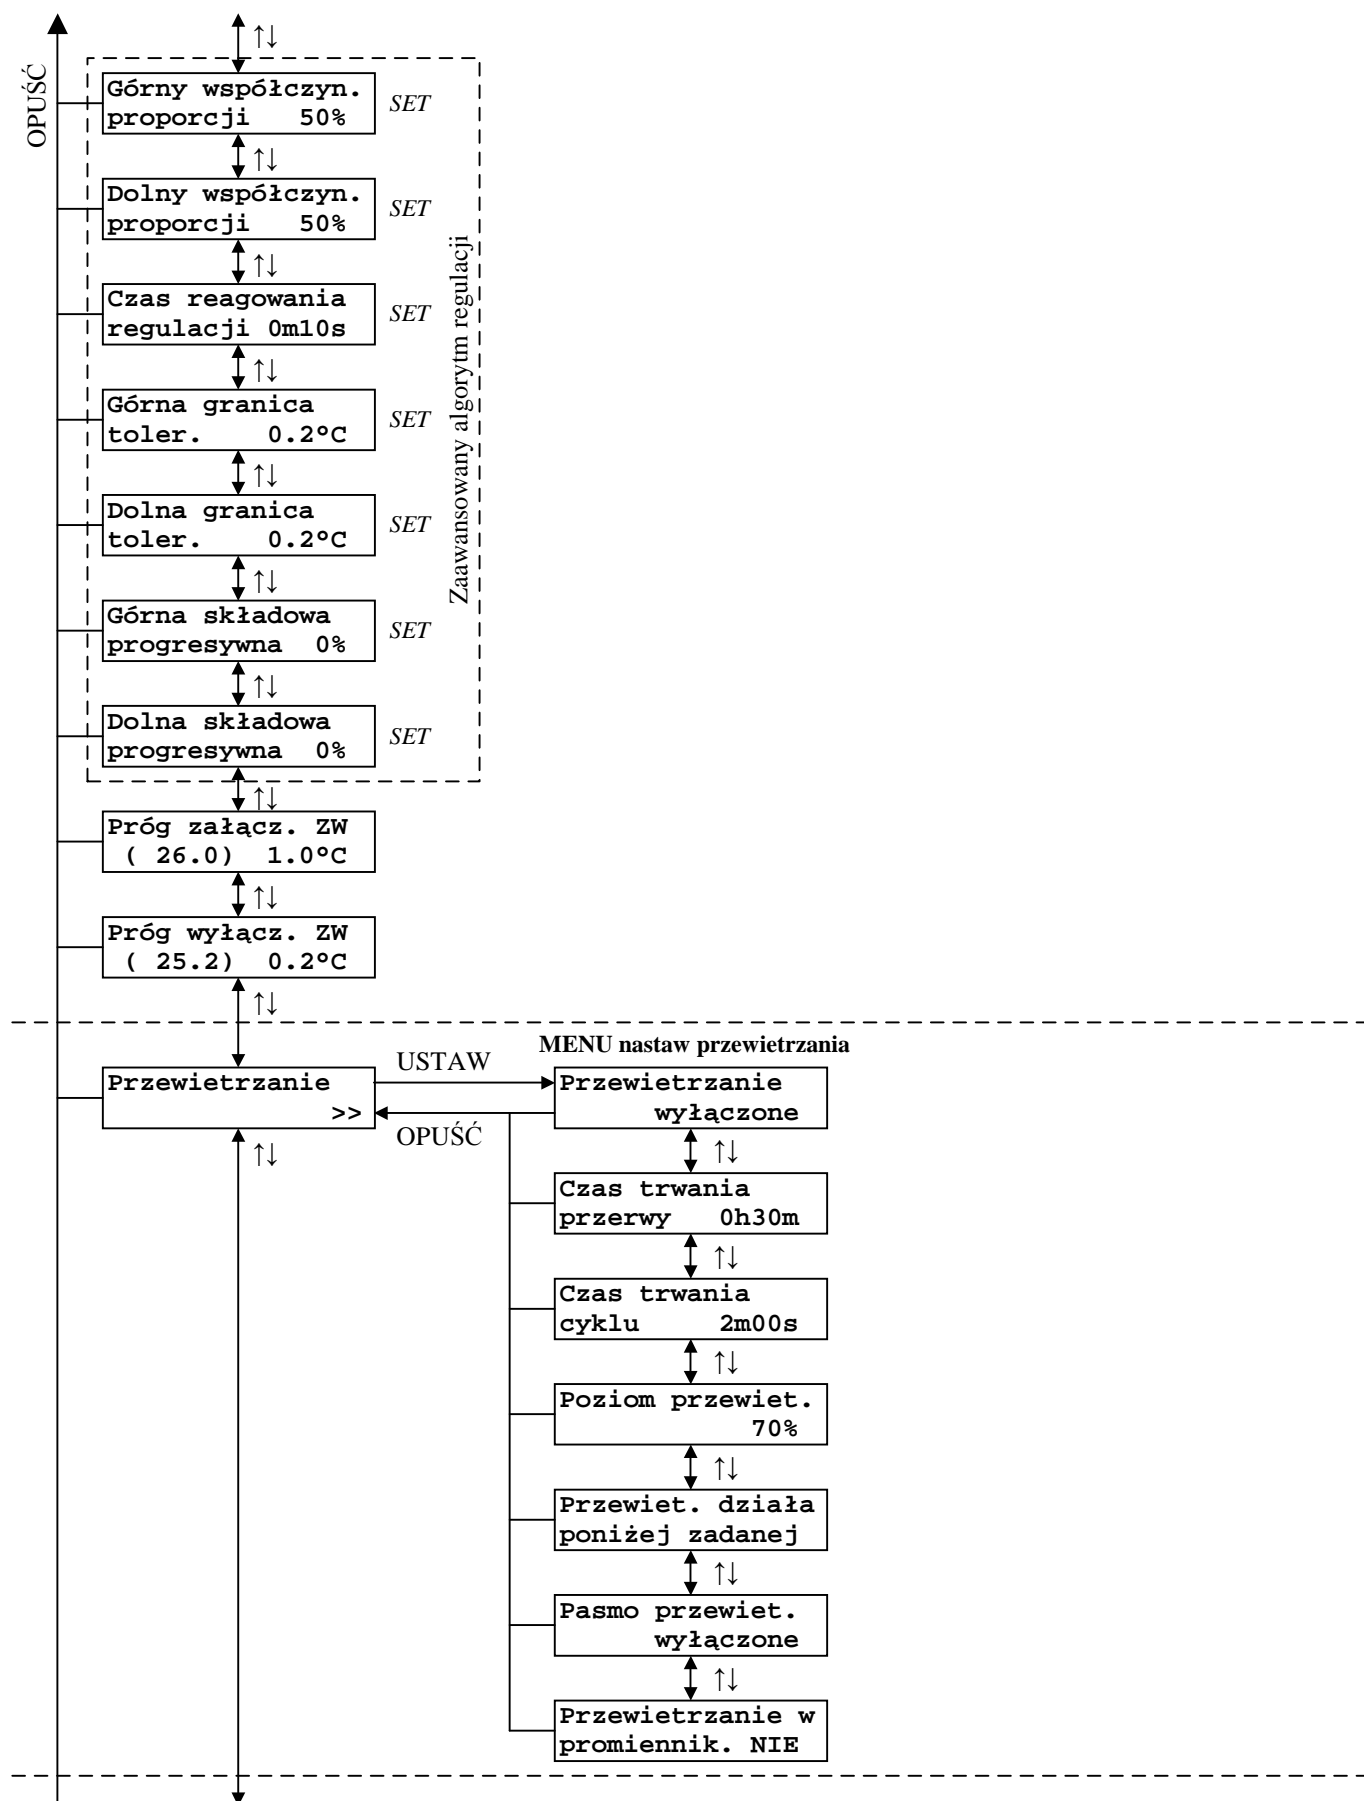 OPUŚĆ
↑↓
Górny współczyn.
proporcji 50%
SET
↑↓
Dolny współczyn.
proporcji 50%
SET
↑↓
Czas reagowania
regulacji 0m10s
SET
↑↓
Górna granica
toler. 0.2°C
SET
↑↓
Dolna granica
toler. 0.2°C
SET
↑↓
Górna składowa
progresywna 0%
SET
↑↓
Dolna składowa
progresywna 0%
SET
Zaawansowany algorytm regulacji
↑↓
Próg załącz. ZW
( 26.0) 1.0°C
↑↓
Próg wyłącz. ZW
( 25.2) 0.2°C
↑↓
MENU nastaw przewietrzania
Przewietrzanie
>>
USTAW
OPUŚĆ
↑↓
Przewietrzanie
wyłączone
↑↓
Czas trwania
przerwy 0h30m
↑↓
Czas trwania
cyklu 2m00s
↑↓
Poziom przewiet.
70%
↑↓
Przewiet. działa
poniżej zadanej
↑↓
Pasmo przewiet.
wyłączone
↑↓
Przewietrzanie w
promiennik. NIE